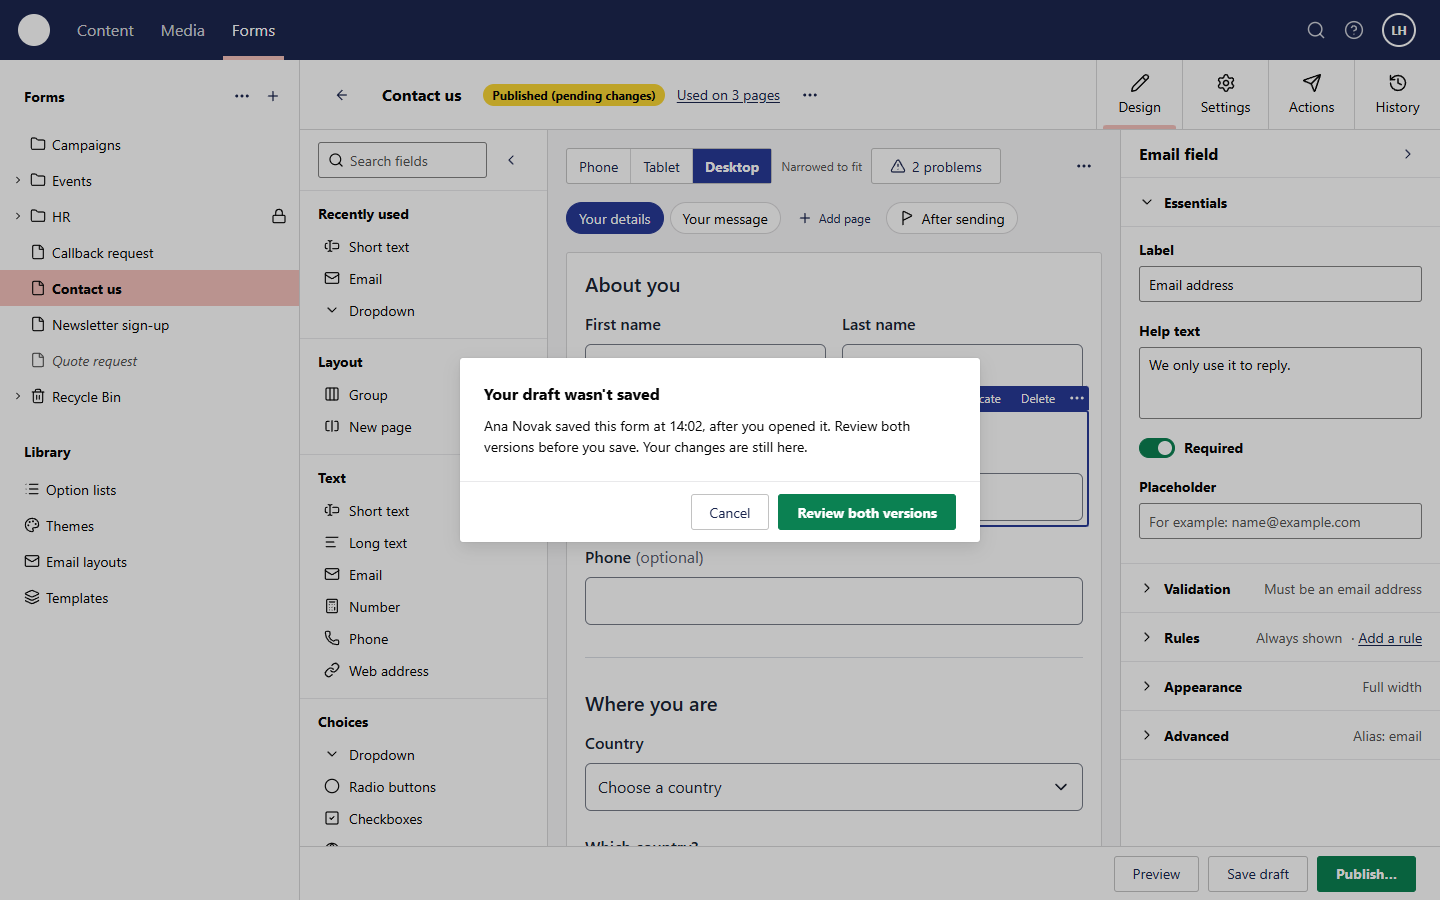 Content
Media
Forms
LH
Forms
Campaigns
Events
HR
Callback request
Contact us
Newsletter sign-up
Quote request
Recycle Bin
Library
Option lists
Themes
Email layouts
Templates
Contact us
Published (pending changes)
Used on 3 pages
Design
Settings
Actions
History
Search fields
Recently used
Short text
Email
Dropdown
Layout
Group
New page
Text
Short text
Long text
Email
Number
Phone
Web address
Choices
Dropdown
Radio buttons
Checkboxes
Phone
Tablet
Desktop
Narrowed to fit
2 problems
Your details
Your message
Add page
After sending
About you
First name
Last name
Delete
Your draft wasn't saved
Ana Novak saved this form at 14:02, after you opened it. Review both
versions before you save. Your changes are still here.
Cancel
Review both versions
Phone (optional)
Where you are
Country
Choose a country
Which country?
Email field
Essentials
Label
Email address
Help text
We only use it to reply.
Required
Placeholder
For example: name@example.com
Validation
Must be an email address
Rules
Always shown · Add a rule
Appearance
Full width
Advanced
Alias: email
Preview
Save draft
Publish...